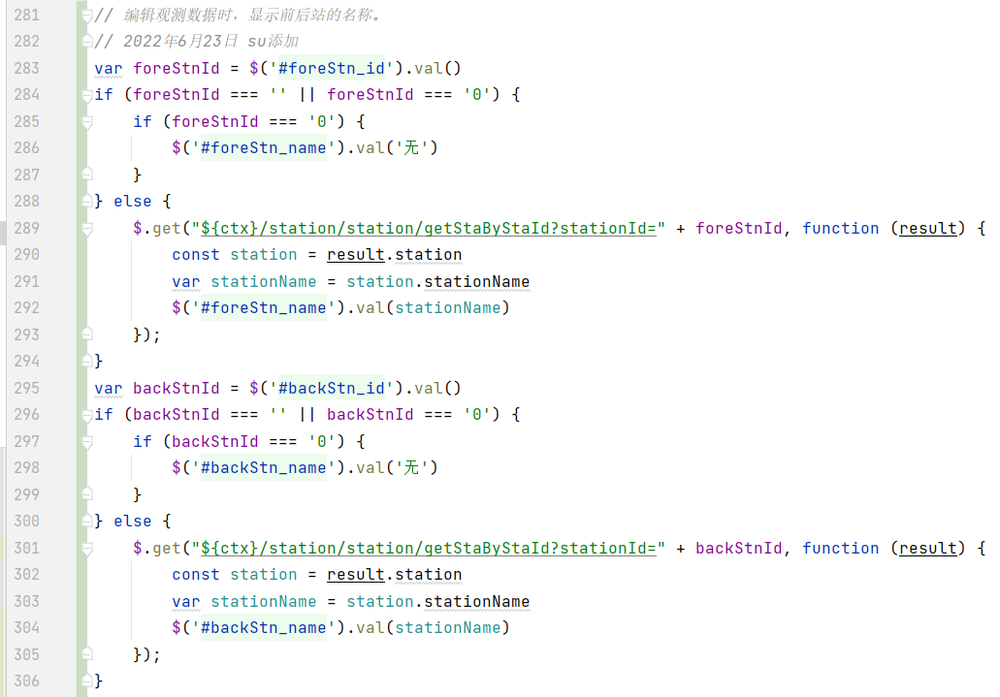 281 // 编辑观测数据时，显示前后站的名称。
282 // 2022年6月23日 su添加
283 var foreStnId = $('#foreStn_id').val()
284 if (foreStnId === '' || foreStnId === '0') {
285     if (foreStnId === '0') {
286         $('#foreStn_name').val('无')
287     }
288 } else {
289     $.get("${ctx}/station/station/getStaByStaId?stationId=" + foreStnId, function (result) {
290         const station = result.station
291         var stationName = station.stationName
292         $('#foreStn_name').val(stationName)
293     });
294 }
295 var backStnId = $('#backStn_id').val()
296 if (backStnId === '' || backStnId === '0') {
297     if (backStnId === '0') {
298         $('#backStn_name').val('无')
299     }
300 } else {
301     $.get("${ctx}/station/station/getStaByStaId?stationId=" + backStnId, function (result) {
302         const station = result.station
303         var stationName = station.stationName
304         $('#backStn_name').val(stationName)
305     });
306 }